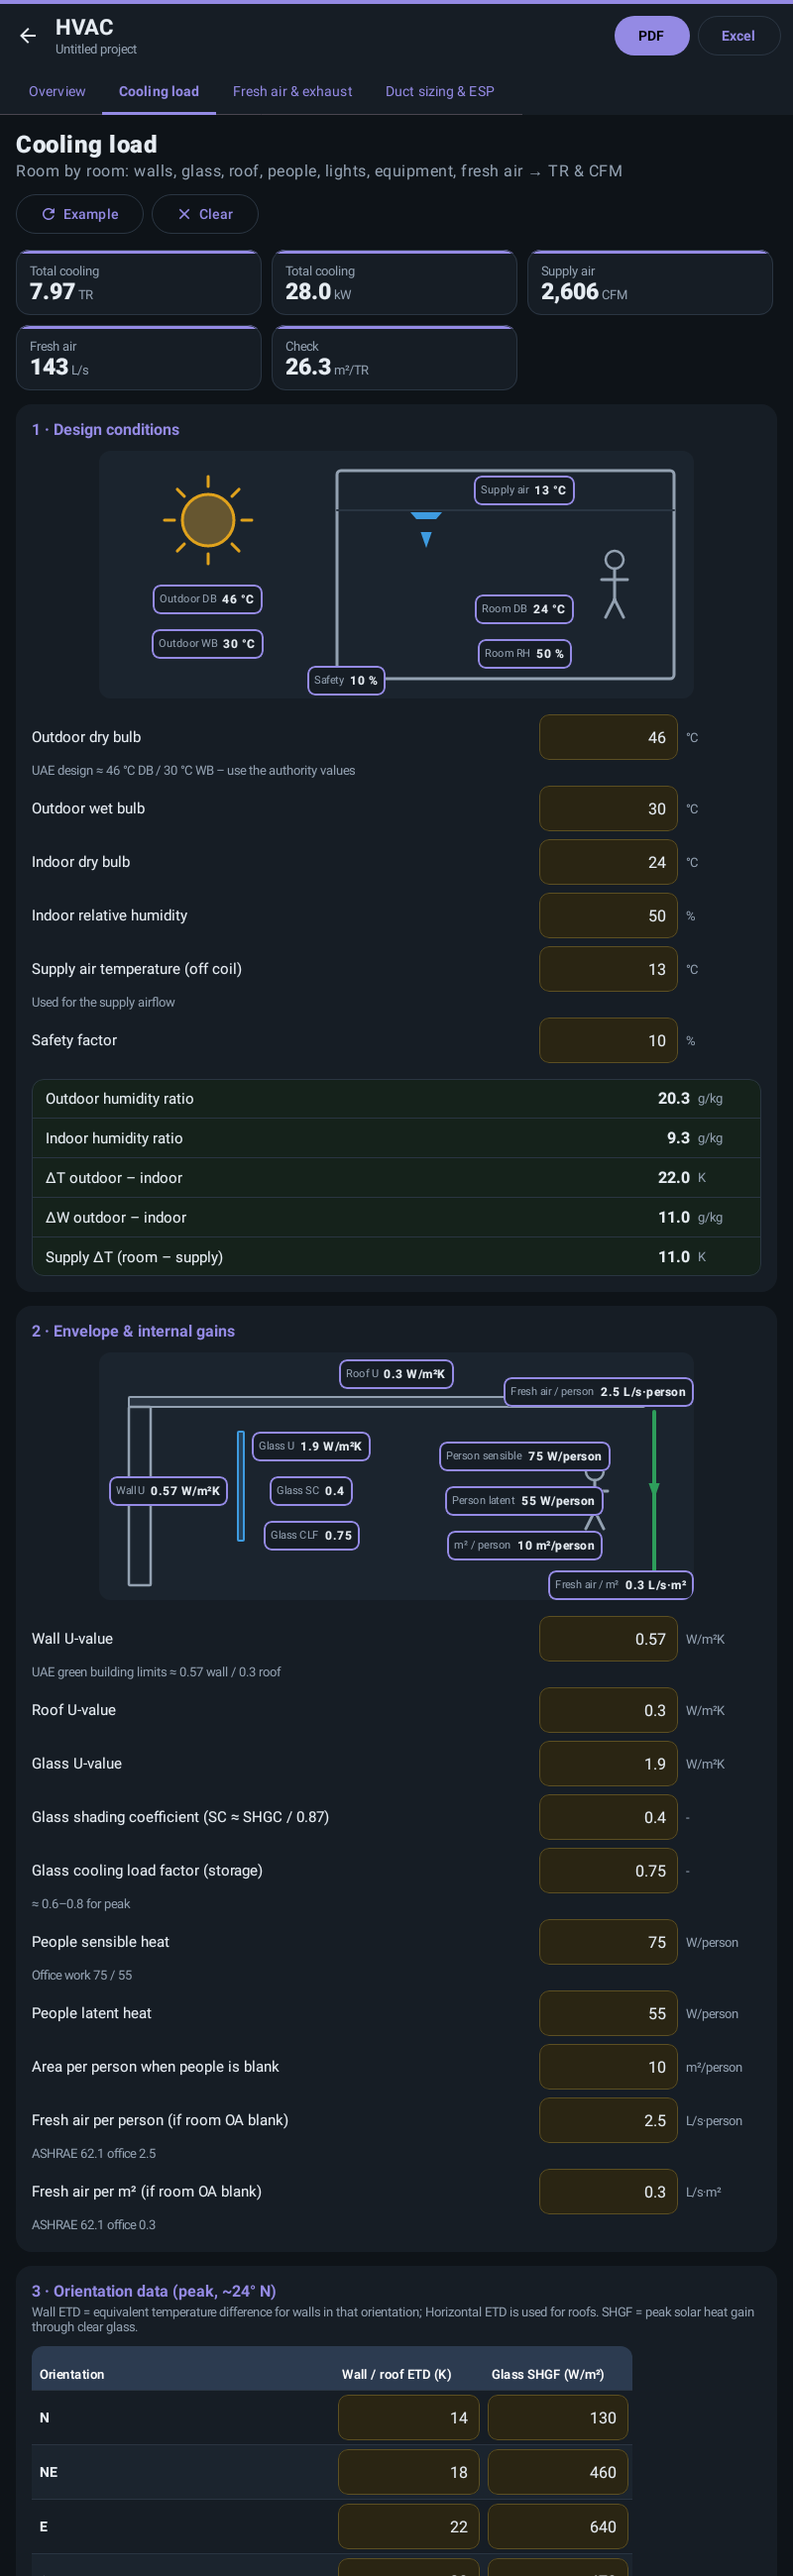 HVAC
Untitled project
PDF
Excel
Overview
Cooling load
Fresh air & exhaust
Duct sizing & ESP
Cooling load
Room by room: walls, glass, roof, people, lights, equipment, fresh air → TR & CFM
Example
Clear
Total cooling
7.97 TR
Total cooling
28.0 kW
Supply air
2,606 CFM
Fresh air
143 L/s
Check
26.3 m²/TR
1 · Design conditions
Supply air 13 °C
Outdoor DB 46 °C
Room DB 24 °C
Outdoor WB 30 °C
Room RH 50 %
Safety 10 %
Outdoor dry bulb
46 °C
UAE design ≈ 46 °C DB / 30 °C WB – use the authority values
Outdoor wet bulb
30 °C
Indoor dry bulb
24 °C
Indoor relative humidity
50 %
Supply air temperature (off coil)
13 °C
Used for the supply airflow
Safety factor
10 %
Outdoor humidity ratio 20.3 g/kg
Indoor humidity ratio 9.3 g/kg
ΔT outdoor – indoor 22.0 K
ΔW outdoor – indoor 11.0 g/kg
Supply ΔT (room – supply) 11.0 K
2 · Envelope & internal gains
Roof U 0.3 W/m²K
Fresh air / person 2.5 L/s·person
Glass U 1.9 W/m²K
Person sensible 75 W/person
Wall U 0.57 W/m²K
Glass SC 0.4
Person latent 55 W/person
Glass CLF 0.75
m² / person 10 m²/person
Fresh air / m² 0.3 L/s·m²
Wall U-value
0.57 W/m²K
UAE green building limits ≈ 0.57 wall / 0.3 roof
Roof U-value
0.3 W/m²K
Glass U-value
1.9 W/m²K
Glass shading coefficient (SC ≈ SHGC / 0.87)
0.4 -
Glass cooling load factor (storage)
0.75 -
≈ 0.6–0.8 for peak
People sensible heat
75 W/person
Office work 75 / 55
People latent heat
55 W/person
Area per person when people is blank
10 m²/person
Fresh air per person (if room OA blank)
2.5 L/s·person
ASHRAE 62.1 office 2.5
Fresh air per m² (if room OA blank)
0.3 L/s·m²
ASHRAE 62.1 office 0.3
3 · Orientation data (peak, ~24° N)
Wall ETD = equivalent temperature difference for walls in that orientation; Horizontal ETD is used for roofs. SHGF = peak solar heat gain
through clear glass.
Orientation Wall / roof ETD (K) Glass SHGF (W/m²)
N 14 130
NE 18 460
E 22 640